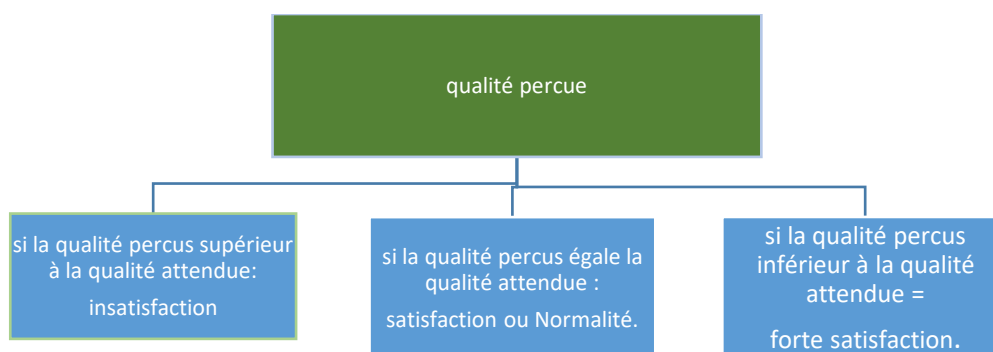 qualité percue
si la qualité percus supérieur
à la qualité attendue:
insatisfaction
si la qualité percus égale la
qualité attendue :
satisfaction ou Normalité.
si la qualité percus
inférieur à la qualité
attendue =
forte satisfaction.